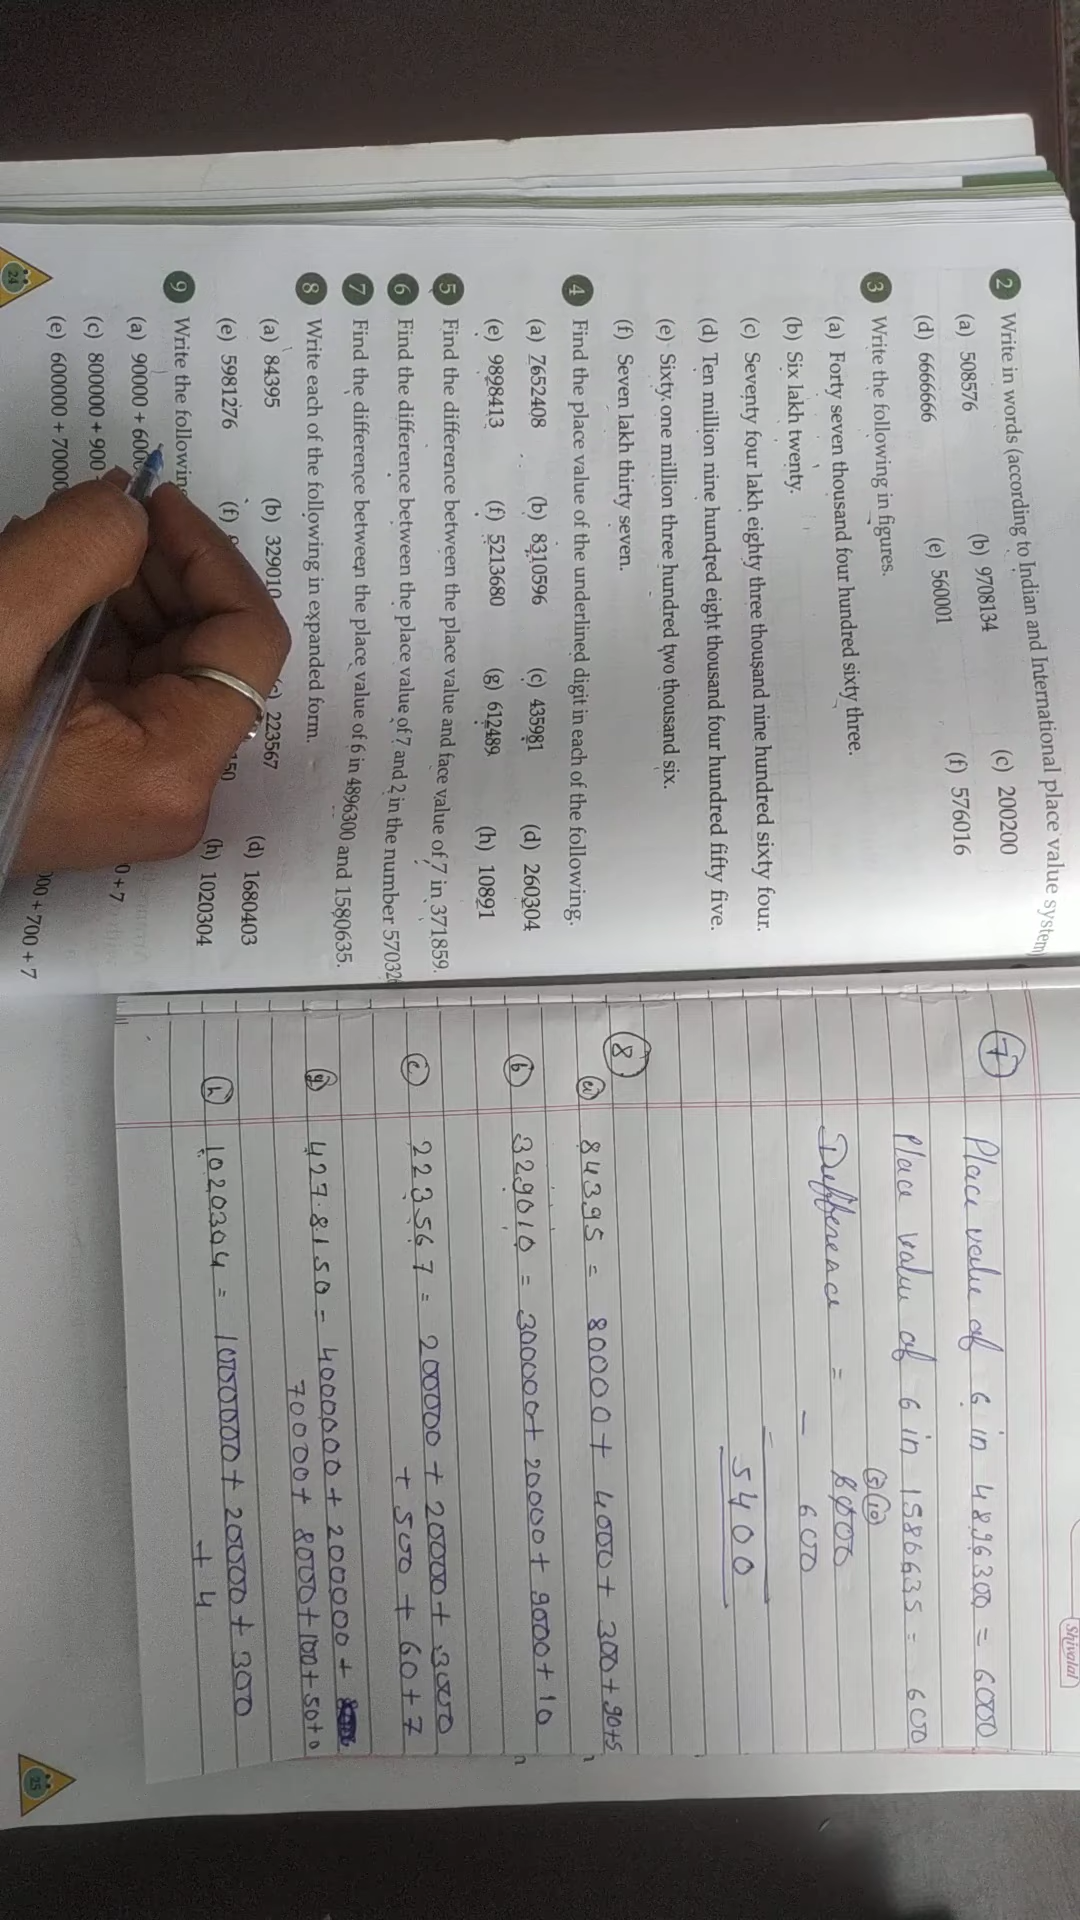 2 Write in words (according to Indian and International place value system)
(a) 508576 (b) 9708134 (c) 200200
(d) 6666666 (e) 560001 (f) 576016
3 Write the following in figures.
(a) Forty seven thousand four hundred sixty three.
(b) Six lakh twenty.
(c) Seventy four lakh eighty three thousand nine hundred sixty four.
(d) Ten million nine hundred eight thousand four hundred fifty five.
(e) Sixty one million three hundred two thousand six.
(f) Seven lakh thirty seven.
4 Find the place value of the underlined digit in each of the following.
(a) 7652408 (b) 8310596 (c) 435981 (d) 260304
(e) 9828413 (f) 5213680 (g) 612489 (h) 10891
5 Find the difference between the place value and face value of 7 in 371859.
6 Find the difference between the place value of 7 and 2 in the number 57032
7 Find the difference between the place value of 6 in 4896300 and 1580635.
8 Write each of the following in expanded form.
(a) 84395 (b) 329010 (c) 223567 (d) 1680403
(e) 5981276 (f) 150 (h) 1020304
9 Write the following
(a) 90000 + 600 0 + 7
(c) 800000 + 900
(e) 600000 + 70000 00 + 700 + 7
24
Shivalal
7 Place value of 6 in 4896300 = 6000
Place value of 6 in 1580635 = 600
5 10
Difference = 6000
- 600
=
5400
8
a 84395 = 80000 + 4000 + 300 + 90 + 5
b 329010 = 300000 + 20000 + 9000 + 10
c 223567 = 200000 + 20000 + 3000
+ 500 + 60 + 7
g 4278150 = 4000000 + 200000 +
70000 + 8000 + 100 + 50 + 0
h 1020304 = 1000000 + 20000 + 300
+ 4
25